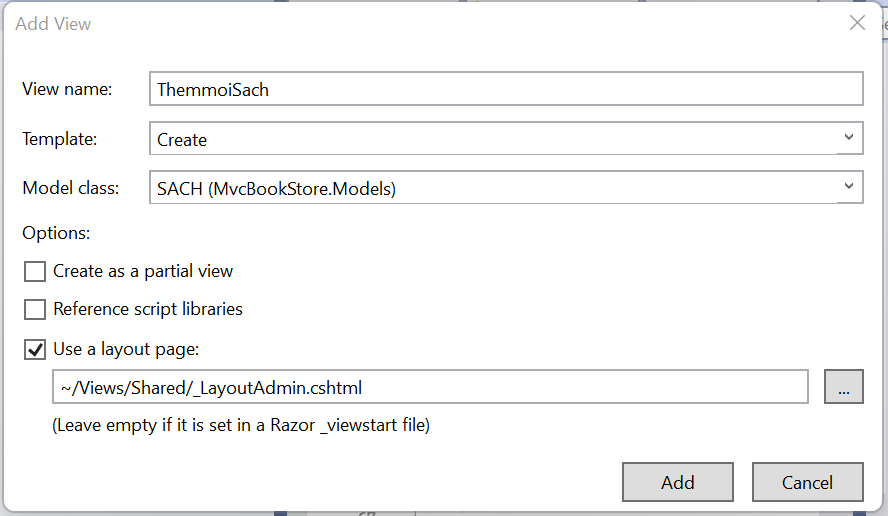 Add View
View name: ThemmoiSach
Template: Create
Model class: SACH (MvcBookStore.Models)
Options:
Create as a partial view
Reference script libraries
Use a layout page:
~/Views/Shared/_LayoutAdmin.cshtml ...
(Leave empty if it is set in a Razor _viewstart file)
Add Cancel